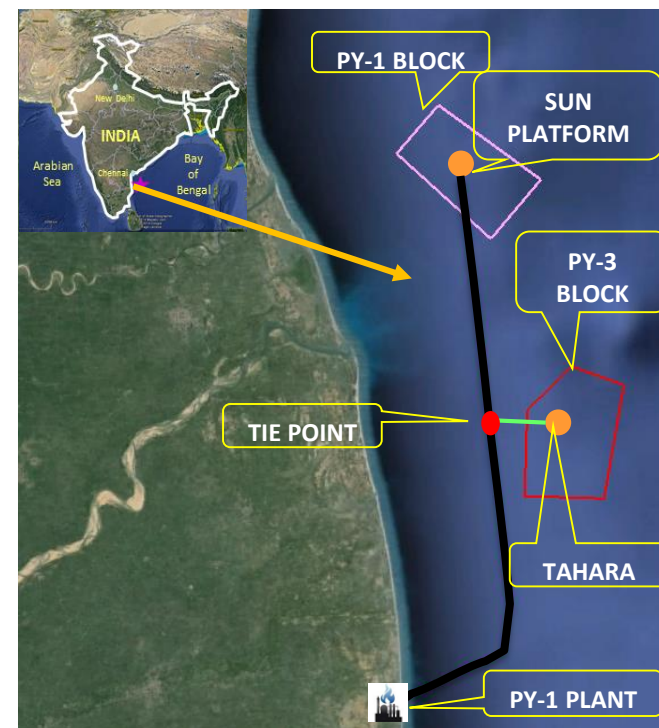 New Delhi
INDIA
Arabian
Sea
Chennai
Bay
of
Bengal
PY-1 BLOCK
SUN
PLATFORM
PY-3
BLOCK
TIE POINT
TAHARA
PY-1 PLANT